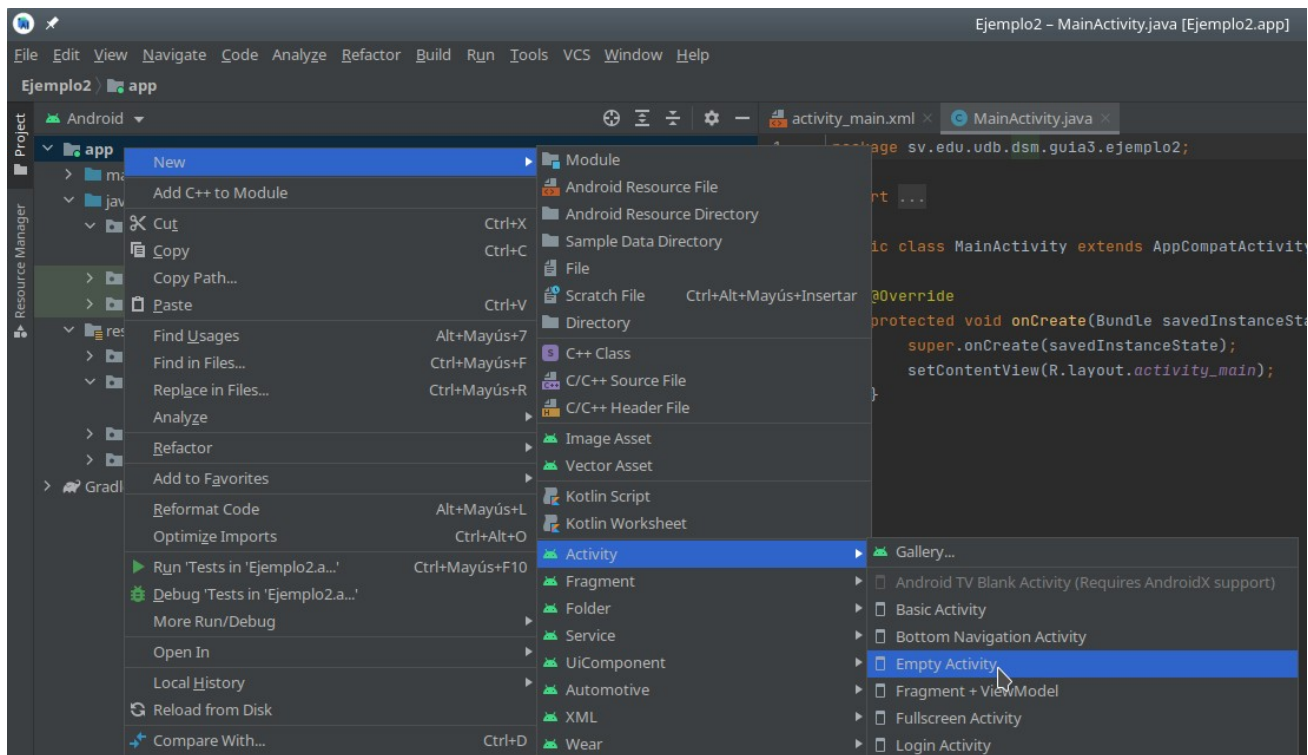 Ejemplo2 – MainActivity.java [Ejemplo2.app]
File Edit View Navigate Code Analyze Refactor Build Run Tools VCS Window Help
Ejemplo2 app
Project
Resource Manager
Android
activity_main.xml
MainActivity.java
app
ma
jav
res
Gradl
New
Add C++ to Module
Cut Ctrl+X
Copy Ctrl+C
Copy Path...
Paste Ctrl+V
Find Usages Alt+Mayús+7
Find in Files... Ctrl+Mayús+F
Replace in Files... Ctrl+Mayús+R
Analyze
Refactor
Add to Favorites
Reformat Code Alt+Mayús+L
Optimize Imports Ctrl+Alt+O
Run 'Tests in 'Ejemplo2.a...' Ctrl+Mayús+F10
Debug 'Tests in 'Ejemplo2.a...'
More Run/Debug
Open In
Local History
Reload from Disk
Compare With... Ctrl+D
Module
Android Resource File
Android Resource Directory
Sample Data Directory
File
Scratch File Ctrl+Alt+Mayús+Insertar
Directory
C++ Class
C/C++ Source File
C/C++ Header File
Image Asset
Vector Asset
Kotlin Script
Kotlin Worksheet
Activity
Fragment
Folder
Service
UiComponent
Automotive
XML
Wear
Gallery...
Android TV Blank Activity (Requires AndroidX support)
Basic Activity
Bottom Navigation Activity
Empty Activity
Fragment + ViewModel
Fullscreen Activity
Login Activity
age sv.edu.udb.dsm.guia3.ejemplo2;
rt ...
ic class MainActivity extends AppCompatActivity
@Override
protected void onCreate(Bundle savedInstanceSta
super.onCreate(savedInstanceState);
setContentView(R.layout.activity_main);
}